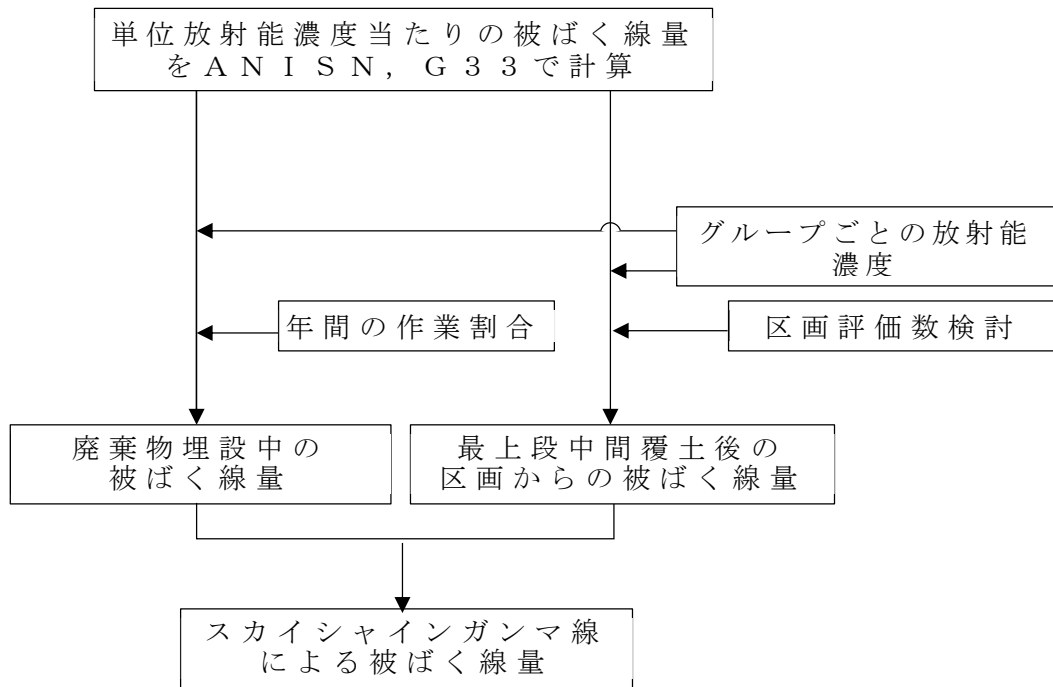 単位放射能濃度当たりの被ばく線量
をＡＮＩＳＮ，Ｇ３３で計算
グループごとの放射能
濃度
年間の作業割合
区画評価数検討
廃棄物埋設中の
被ばく線量
最上段中間覆土後の
区画からの被ばく線量
スカイシャインガンマ線
による被ばく線量